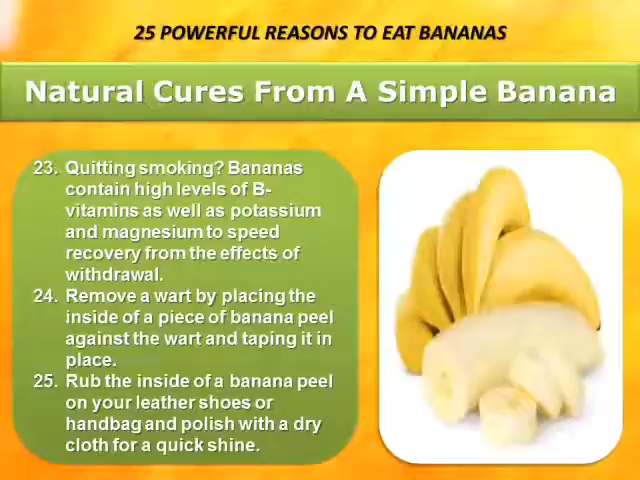 25 POWERFUL REASONS TO EAT BANANAS
Natural Cures From A Simple Banana
23. Quitting smoking? Bananas
contain high levels of B-
vitamins as well as potassium
and magnesium to speed
recovery from the effects of
withdrawal.
24. Remove a wart by placing the
inside of a piece of banana peel
against the wart and taping it in
place.
25. Rub the inside of a banana peel
on your leather shoes or
handbag and polish with a dry
cloth for a quick shine.